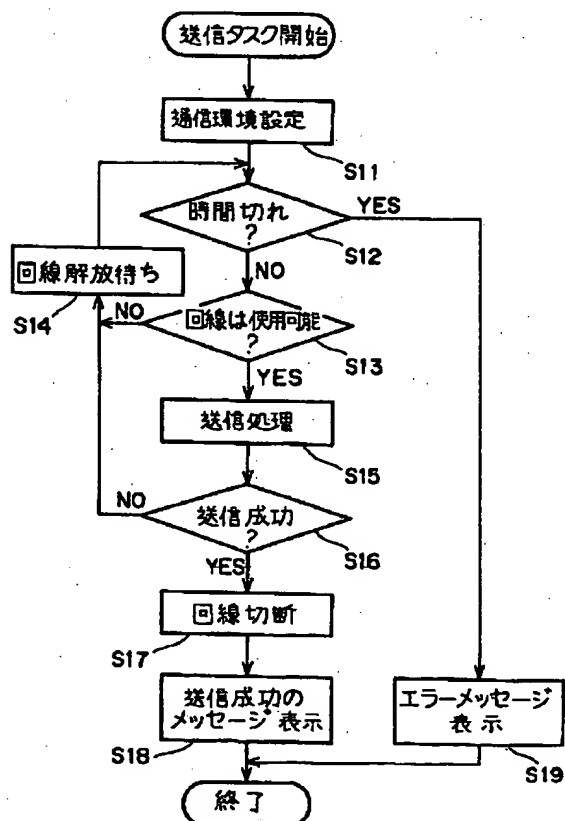 送信タスク開始
通信環境設定
S11
時間切れ
?
YES
S12
NO
回線解放待ち
S14
回線は使用可能
?
NO
S13
YES
送信処理
S15
送信成功
?
NO
S16
YES
回線切断
S17
送信成功の
メッセージ表示
S18
エラーメッセージ
表示
S19
終了